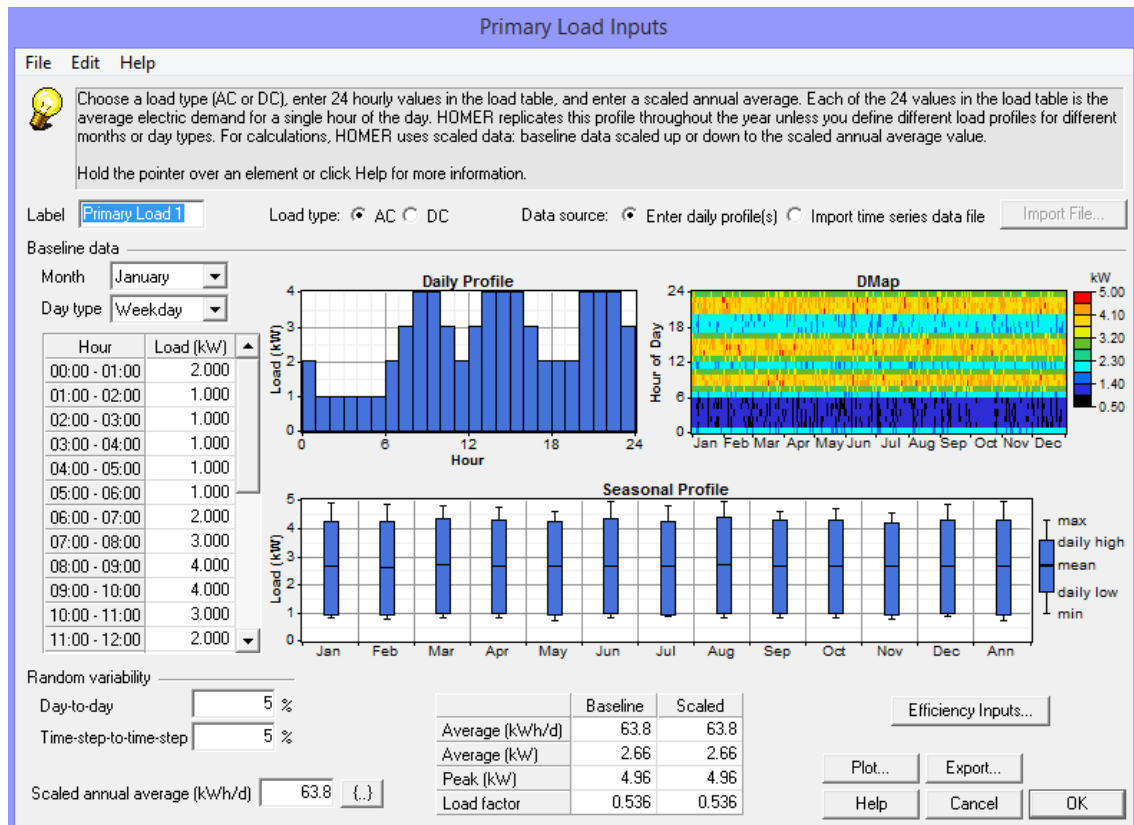 Primary Load Inputs
File Edit Help
Choose a load type (AC or DC), enter 24 hourly values in the load table, and enter a scaled annual average. Each of the 24 values in the load table is the
average electric demand for a single hour of the day. HOMER replicates this profile throughout the year unless you define different load profiles for different
months or day types. For calculations, HOMER uses scaled data: baseline data scaled up or down to the scaled annual average value.
Hold the pointer over an element or click Help for more information.
Label Primary Load 1 Load type: AC DC Data source: Enter daily profile(s) Import time series data file Import File...
Baseline data
Month January
Day type Weekday
Hour Load (kW)
00:00 - 01:00 2.000
01:00 - 02:00 1.000
02:00 - 03:00 1.000
03:00 - 04:00 1.000
04:00 - 05:00 1.000
05:00 - 06:00 1.000
06:00 - 07:00 2.000
07:00 - 08:00 3.000
08:00 - 09:00 4.000
09:00 - 10:00 4.000
10:00 - 11:00 3.000
11:00 - 12:00 2.000
Daily Profile
Load (kW)
4
3
2
1
0
0 6 12 18 24
Hour
DMap
Hour of Day
24
18
12
6
0
Jan Feb Mar Apr May Jun Jul Aug Sep Oct Nov Dec
kW
5.00
4.10
3.20
2.30
1.40
0.50
Seasonal Profile
Load (kW)
5
4
3
2
1
0
Jan Feb Mar Apr May Jun Jul Aug Sep Oct Nov Dec Ann
max
daily high
mean
daily low
min
Random variability
Day-to-day 5 %
Time-step-to-time-step 5 %
Scaled annual average (kWh/d) 63.8 {..}
Baseline Scaled
Average (kWh/d) 63.8 63.8
Average (kW) 2.66 2.66
Peak (kW) 4.96 4.96
Load factor 0.536 0.536
Efficiency Inputs...
Plot... Export...
Help Cancel OK